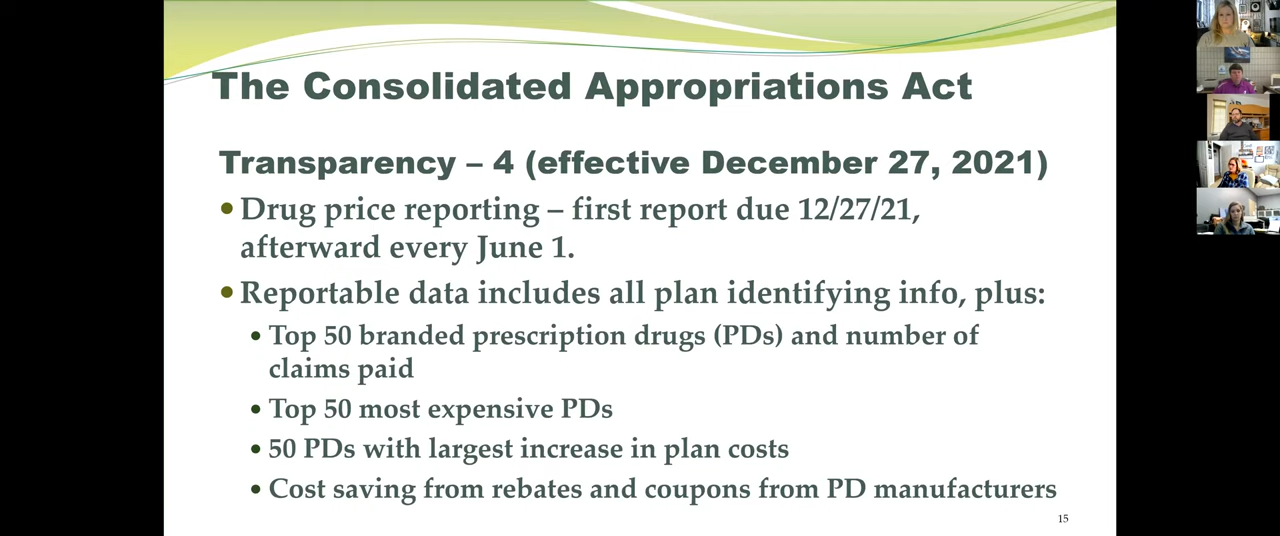 The Consolidated Appropriations Act
Transparency – 4 (effective December 27, 2021)
• Drug price reporting – first report due 12/27/21,
afterward every June 1.
• Reportable data includes all plan identifying info, plus:
• Top 50 branded prescription drugs (PDs) and number of
claims paid
• Top 50 most expensive PDs
• 50 PDs with largest increase in plan costs
• Cost saving from rebates and coupons from PD manufacturers
15